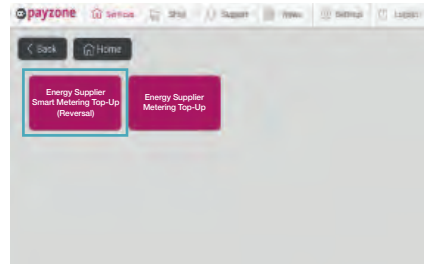 payzone Services Shop Support News Settings Logout
Back Home
Energy Supplier
Smart Metering Top-Up
(Reversal)
Energy Supplier
Metering Top-Up